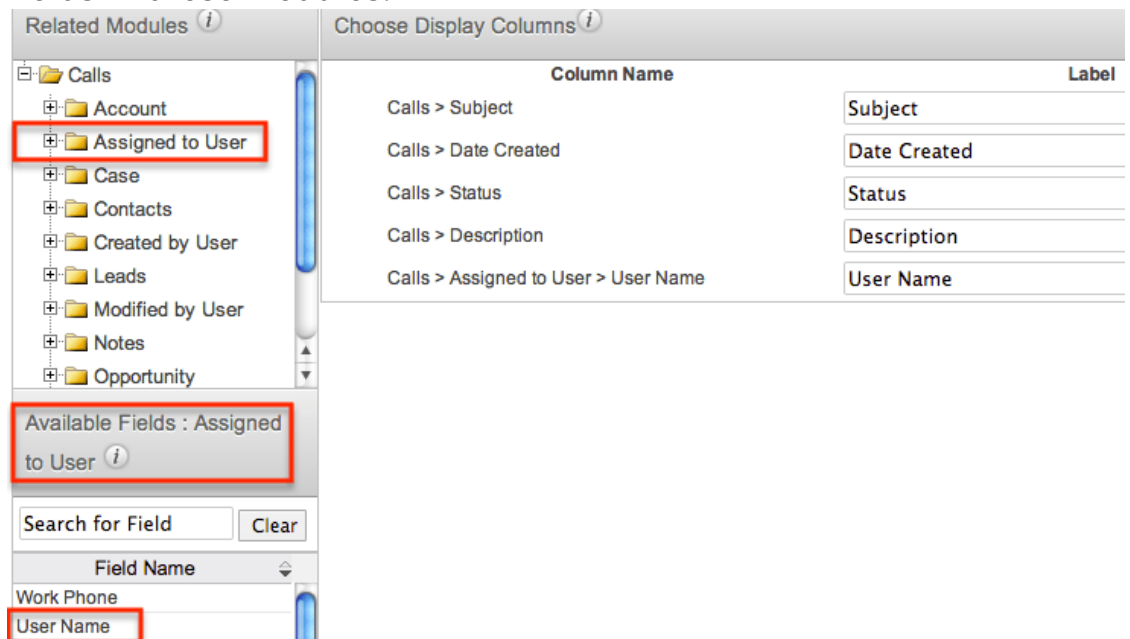 Related Modules i
Choose Display Columns i
Calls
Account
Assigned to User
Case
Contacts
Created by User
Leads
Modified by User
Notes
Opportunity
Column Name Label
Calls > Subject Subject
Calls > Date Created Date Created
Calls > Status Status
Calls > Description Description
Calls > Assigned to User > User Name User Name
Available Fields : Assigned
to User i
Search for Field Clear
Field Name
Work Phone
User Name